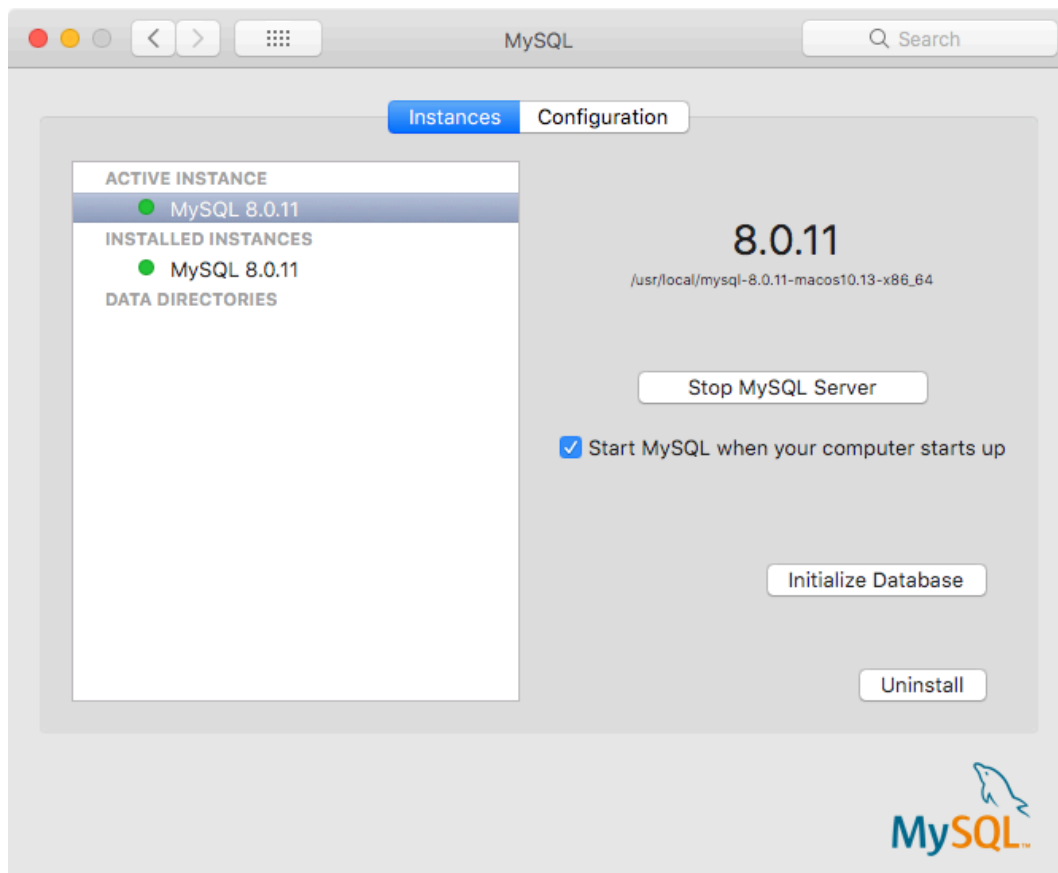 MySQL
Search
Instances
Configuration
ACTIVE INSTANCE
MySQL 8.0.11
INSTALLED INSTANCES
MySQL 8.0.11
DATA DIRECTORIES
8.0.11
/usr/local/mysql-8.0.11-macos10.13-x86_64
Stop MySQL Server
Start MySQL when your computer starts up
Initialize Database
Uninstall
MySQL™